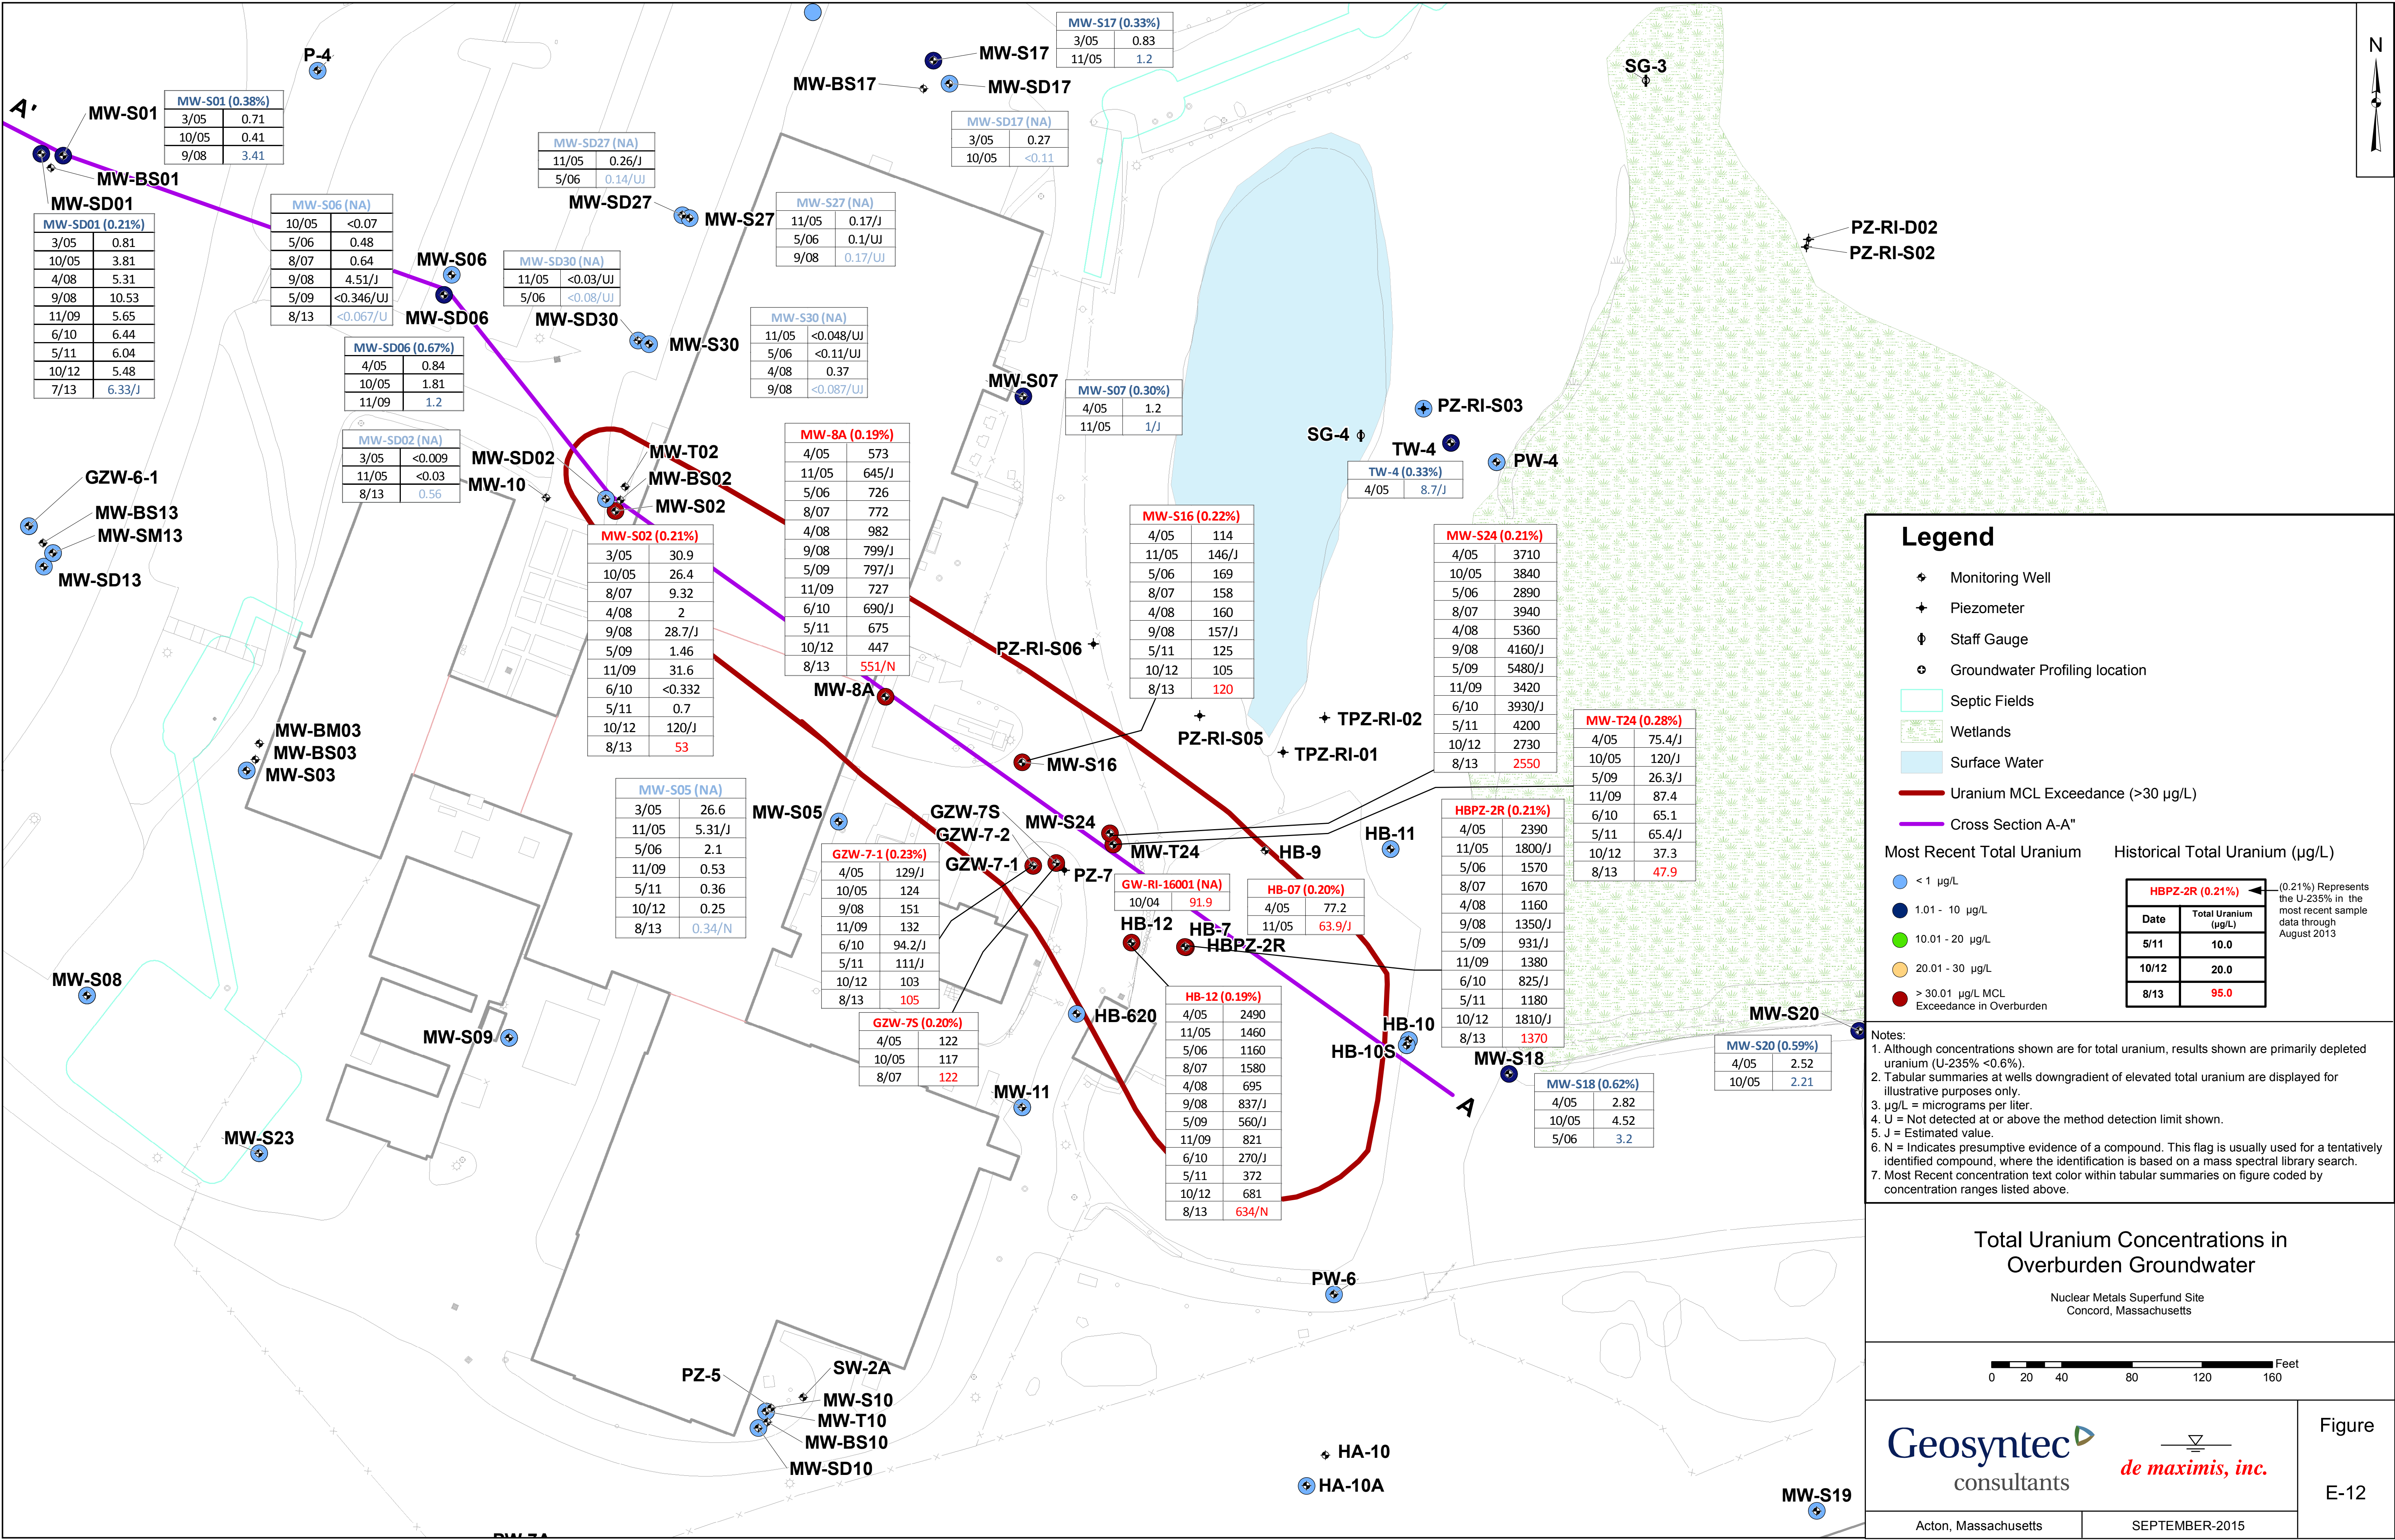 N
P-4
A'
MW-S01
MW-BS01
MW-SD01
MW-S01 (0.38%)
3/05 0.71
10/05 0.41
9/08 3.41
MW-SD01 (0.21%)
3/05 0.81
10/05 3.81
4/08 5.31
9/08 10.53
11/09 5.65
6/10 6.44
5/11 6.04
10/12 5.48
7/13 6.33/J
MW-S06 (NA)
10/05 <0.07
5/06 0.48
8/07 0.64
9/08 4.51/J
5/09 <0.346/UJ
8/13 <0.067/U
MW-S06
MW-SD06
MW-SD06 (0.67%)
4/05 0.84
10/05 1.81
11/09 1.2
MW-SD27 (NA)
11/05 0.26/J
5/06 0.14/UJ
MW-SD27
MW-S27
MW-S27 (NA)
11/05 0.17/J
5/06 0.1/UJ
9/08 0.17/UJ
MW-SD30 (NA)
11/05 <0.03/UJ
5/06 <0.08/UJ
MW-SD30
MW-S30
MW-S30 (NA)
11/05 <0.048/UJ
5/06 <0.11/UJ
4/08 0.37
9/08 <0.087/UJ
MW-S17 (0.33%)
3/05 0.83
11/05 1.2
MW-S17
MW-BS17
MW-SD17
MW-SD17 (NA)
3/05 0.27
10/05 <0.11
SG-3
PZ-RI-D02
PZ-RI-S02
MW-S07
MW-S07 (0.30%)
4/05 1.2
11/05 1/J
PZ-RI-S03
SG-4
TW-4
PW-4
TW-4 (0.33%)
4/05 8.7/J
MW-SD02 (NA)
3/05 <0.009
11/05 <0.03
8/13 0.56
MW-SD02
MW-10
MW-T02
MW-BS02
MW-S02
MW-S02 (0.21%)
3/05 30.9
10/05 26.4
8/07 9.32
4/08 2
9/08 28.7/J
5/09 1.46
11/09 31.6
6/10 <0.332
5/11 0.7
10/12 120/J
8/13 53
MW-8A (0.19%)
4/05 573
11/05 645/J
5/06 726
8/07 772
4/08 982
9/08 799/J
5/09 797/J
11/09 727
6/10 690/J
5/11 675
10/12 447
8/13 551/N
MW-8A
MW-S16 (0.22%)
4/05 114
11/05 146/J
5/06 169
8/07 158
4/08 160
9/08 157/J
5/11 125
10/12 105
8/13 120
MW-S16
MW-S24 (0.21%)
4/05 3710
10/05 3840
5/06 2890
8/07 3940
4/08 5360
9/08 4160/J
5/09 5480/J
11/09 3420
6/10 3930/J
5/11 4200
10/12 2730
8/13 2550
MW-T24 (0.28%)
4/05 75.4/J
10/05 120/J
5/09 26.3/J
11/09 87.4
6/10 65.1
5/11 65.4/J
10/12 37.3
8/13 47.9
GZW-6-1
MW-BS13
MW-SM13
MW-SD13
MW-BM03
MW-BS03
MW-S03
PZ-RI-S06
PZ-RI-S05
TPZ-RI-02
TPZ-RI-01
MW-S05 (NA)
3/05 26.6
11/05 5.31/J
5/06 2.1
11/09 0.53
5/11 0.36
10/12 0.25
8/13 0.34/N
MW-S05
GZW-7S
GZW-7-2
GZW-7-1
PZ-7
MW-S24
MW-T24
HB-9
HB-11
GZW-7-1 (0.23%)
4/05 129/J
10/05 124
9/08 151
11/09 132
6/10 94.2/J
5/11 111/J
10/12 103
8/13 105
GZW-7S (0.20%)
4/05 122
10/05 117
8/07 122
GW-RI-16001 (NA)
10/04 91.9
HB-07 (0.20%)
4/05 77.2
11/05 63.9/J
HB-12
HB-7
HBPZ-2R
HBPZ-2R (0.21%)
4/05 2390
11/05 1800/J
5/06 1570
8/07 1670
4/08 1160
9/08 1350/J
5/09 931/J
11/09 1380
6/10 825/J
5/11 1180
10/12 1810/J
8/13 1370
HB-12 (0.19%)
4/05 2490
11/05 1460
5/06 1160
8/07 1580
4/08 695
9/08 837/J
5/09 560/J
11/09 821
6/10 270/J
5/11 372
10/12 681
8/13 634/N
HB-620
HB-10
HB-10S
MW-S18
A
MW-S18 (0.62%)
4/05 2.82
10/05 4.52
5/06 3.2
MW-S20
MW-S20 (0.59%)
4/05 2.52
10/05 2.21
MW-S08
MW-S09
MW-S23
MW-11
PW-6
PZ-5
SW-2A
MW-S10
MW-T10
MW-BS10
MW-SD10
HA-10
HA-10A
MW-S19
PW-7A
Legend
Monitoring Well
Piezometer
Staff Gauge
Groundwater Profiling location
Septic Fields
Wetlands
Surface Water
Uranium MCL Exceedance (>30 µg/L)
Cross Section A-A"
Most Recent Total Uranium
< 1 µg/L
1.01 - 10 µg/L
10.01 - 20 µg/L
20.01 - 30 µg/L
> 30.01 µg/L MCL
Exceedance in Overburden
Historical Total Uranium (µg/L)
HBPZ-2R (0.21%)
Date Total Uranium (µg/L)
5/11 10.0
10/12 20.0
8/13 95.0
(0.21%) Represents
the U-235% in the
most recent sample
data through
August 2013
Notes:
1. Although concentrations shown are for total uranium, results shown are primarily depleted
uranium (U-235% <0.6%).
2. Tabular summaries at wells downgradient of elevated total uranium are displayed for
illustrative purposes only.
3. µg/L = micrograms per liter.
4. U = Not detected at or above the method detection limit shown.
5. J = Estimated value.
6. N = Indicates presumptive evidence of a compound. This flag is usually used for a tentatively
identified compound, where the identification is based on a mass spectral library search.
7. Most Recent concentration text color within tabular summaries on figure coded by
concentration ranges listed above.
Total Uranium Concentrations in
Overburden Groundwater
Nuclear Metals Superfund Site
Concord, Massachusetts
0 20 40 80 120 160 Feet
Geosyntec
consultants
de maximis, inc.
Figure
E-12
Acton, Massachusetts
SEPTEMBER-2015